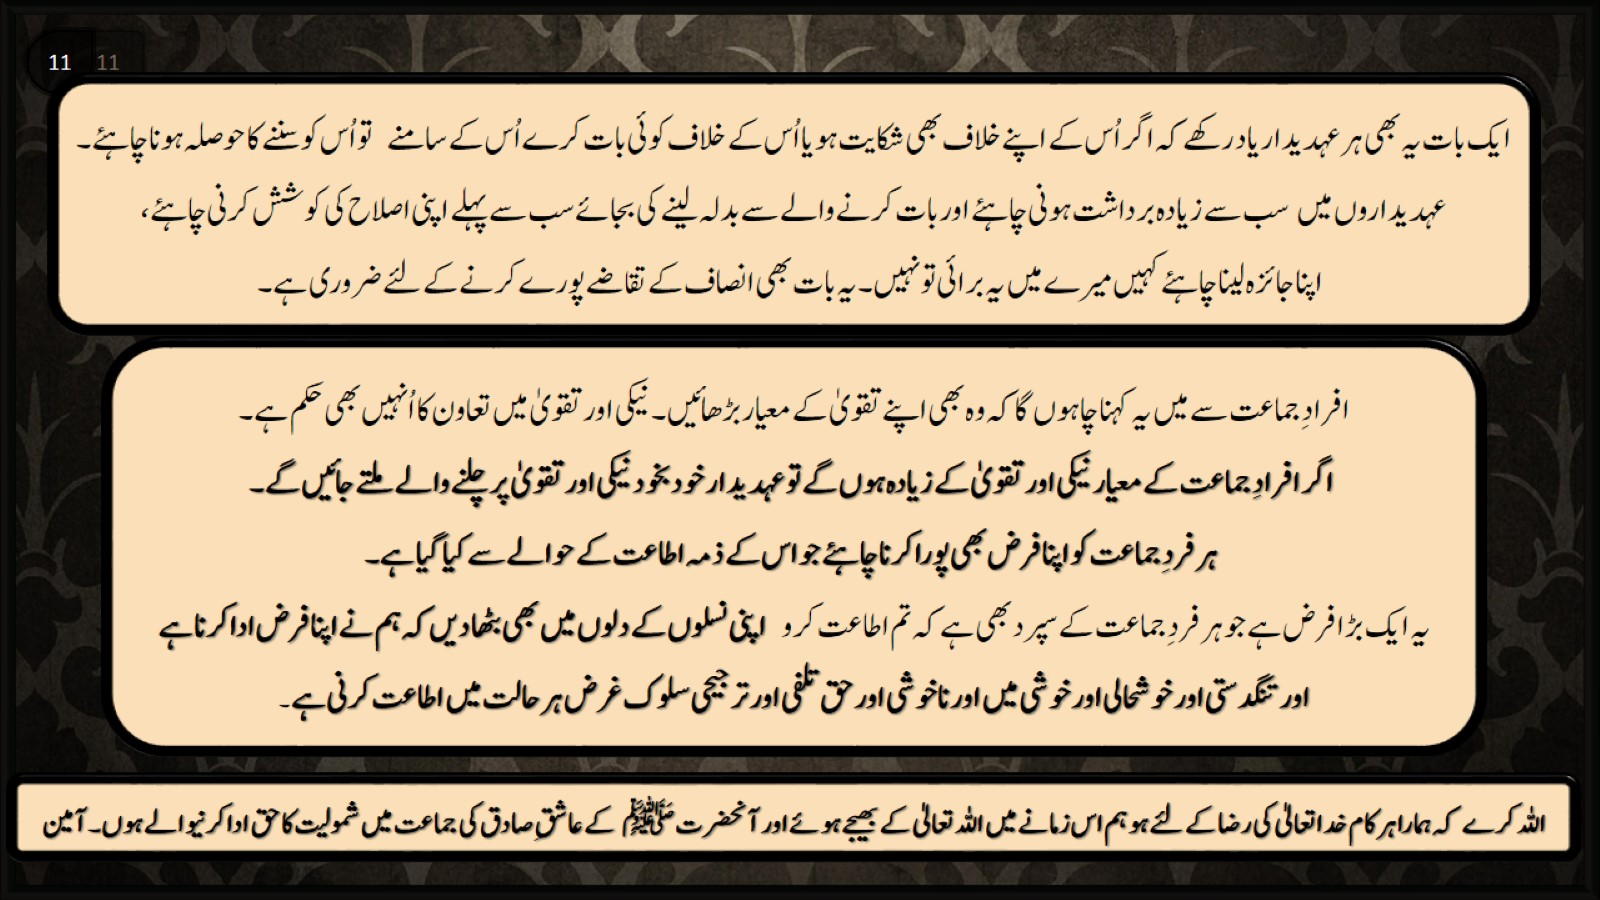 11 11
ایک بات یہ بھی ہر عہدیدار یاد رکھے کہ اگر اُس کے اپنے خلاف بھی شکایت ہو یا اُس کے خلاف کوئی بات کرے اُس کے سامنے تو اُس کو سننے کا حوصلہ ہونا چاہئے۔
عہدیداروں میں سب سے زیادہ برداشت ہونی چاہئے اور بات کرنے والے سے بدلہ لینے کی بجائے سب سے پہلے اپنی اصلاح کی کوشش کرنی چاہئے،
اپنا جائزہ لینا چاہئے کہیں میرے میں یہ برائی تو نہیں۔ یہ بات بھی انصاف کے تقاضے پورے کرنے کے لئے ضروری ہے۔
افرادِ جماعت سے میں یہ کہنا چاہوں گا کہ وہ بھی اپنے تقویٰ کے معیار بڑھائیں۔ نیکی اور تقویٰ میں تعاون کا اُنہیں بھی حکم ہے۔
اگر افرادِ جماعت کے معیار نیکی اور تقویٰ کے زیادہ ہوں گے تو عہدیدار خود بخود نیکی اور تقویٰ پر چلنے والے ملتے جائیں گے۔
ہر فردِ جماعت کو اپنا فرض بھی پورا کرنا چاہئے جو اس کے ذمہ اطاعت کے حوالے سے کیا گیا ہے۔
یہ ایک بڑا فرض ہے جو ہر فردِ جماعت کے سپرد بھی ہے کہ تم اطاعت کرو اپنی نسلوں کے دلوں میں بھی بٹھا دیں کہ ہم نے اپنا فرض ادا کرنا ہے
اور تنگدستی اور خوشحالی اور خوشی میں اور ناخوشی اور حق تلفی اور ترجیحی سلوک غرض ہر حالت میں اطاعت کرنی ہے۔
اللہ کرے کہ ہمارا ہر کام خدا تعالیٰ کی رضا کے لئے ہو ہم اس زمانے میں اللہ تعالیٰ کے بھیجے ہوئے اور آنحضرت ﷺ کے عاشقِ صادق کی جماعت میں شمولیت کا حق ادا کرنیوالے ہوں۔ آمین